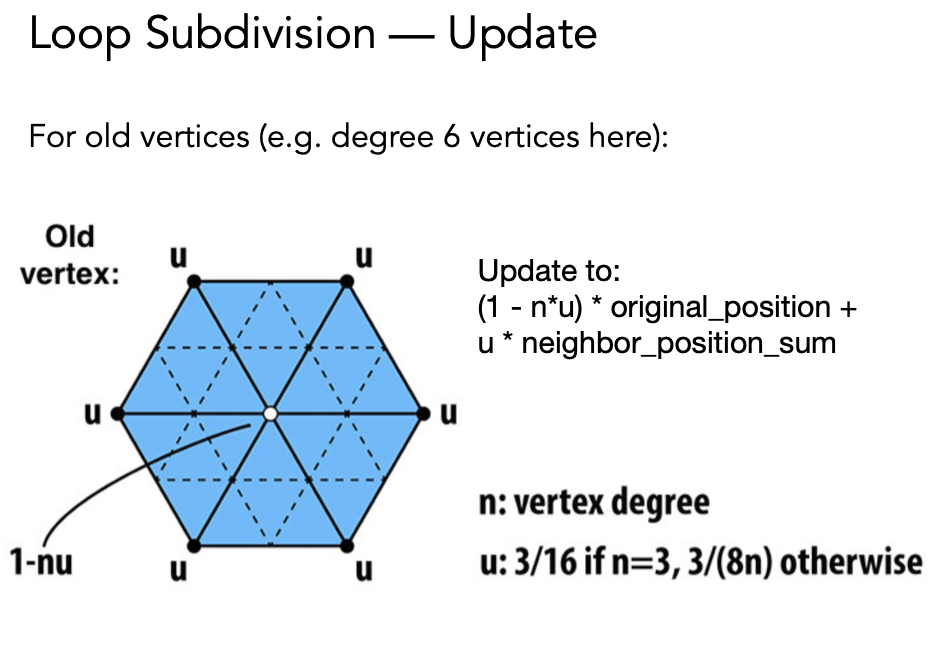 Loop Subdivision — Update
For old vertices (e.g. degree 6 vertices here):
Old
vertex:
u
u
u
u
1-nu
u
u
Update to:
(1 - n*u) * original_position +
u * neighbor_position_sum
n: vertex degree
u: 3/16 if n=3, 3/(8n) otherwise